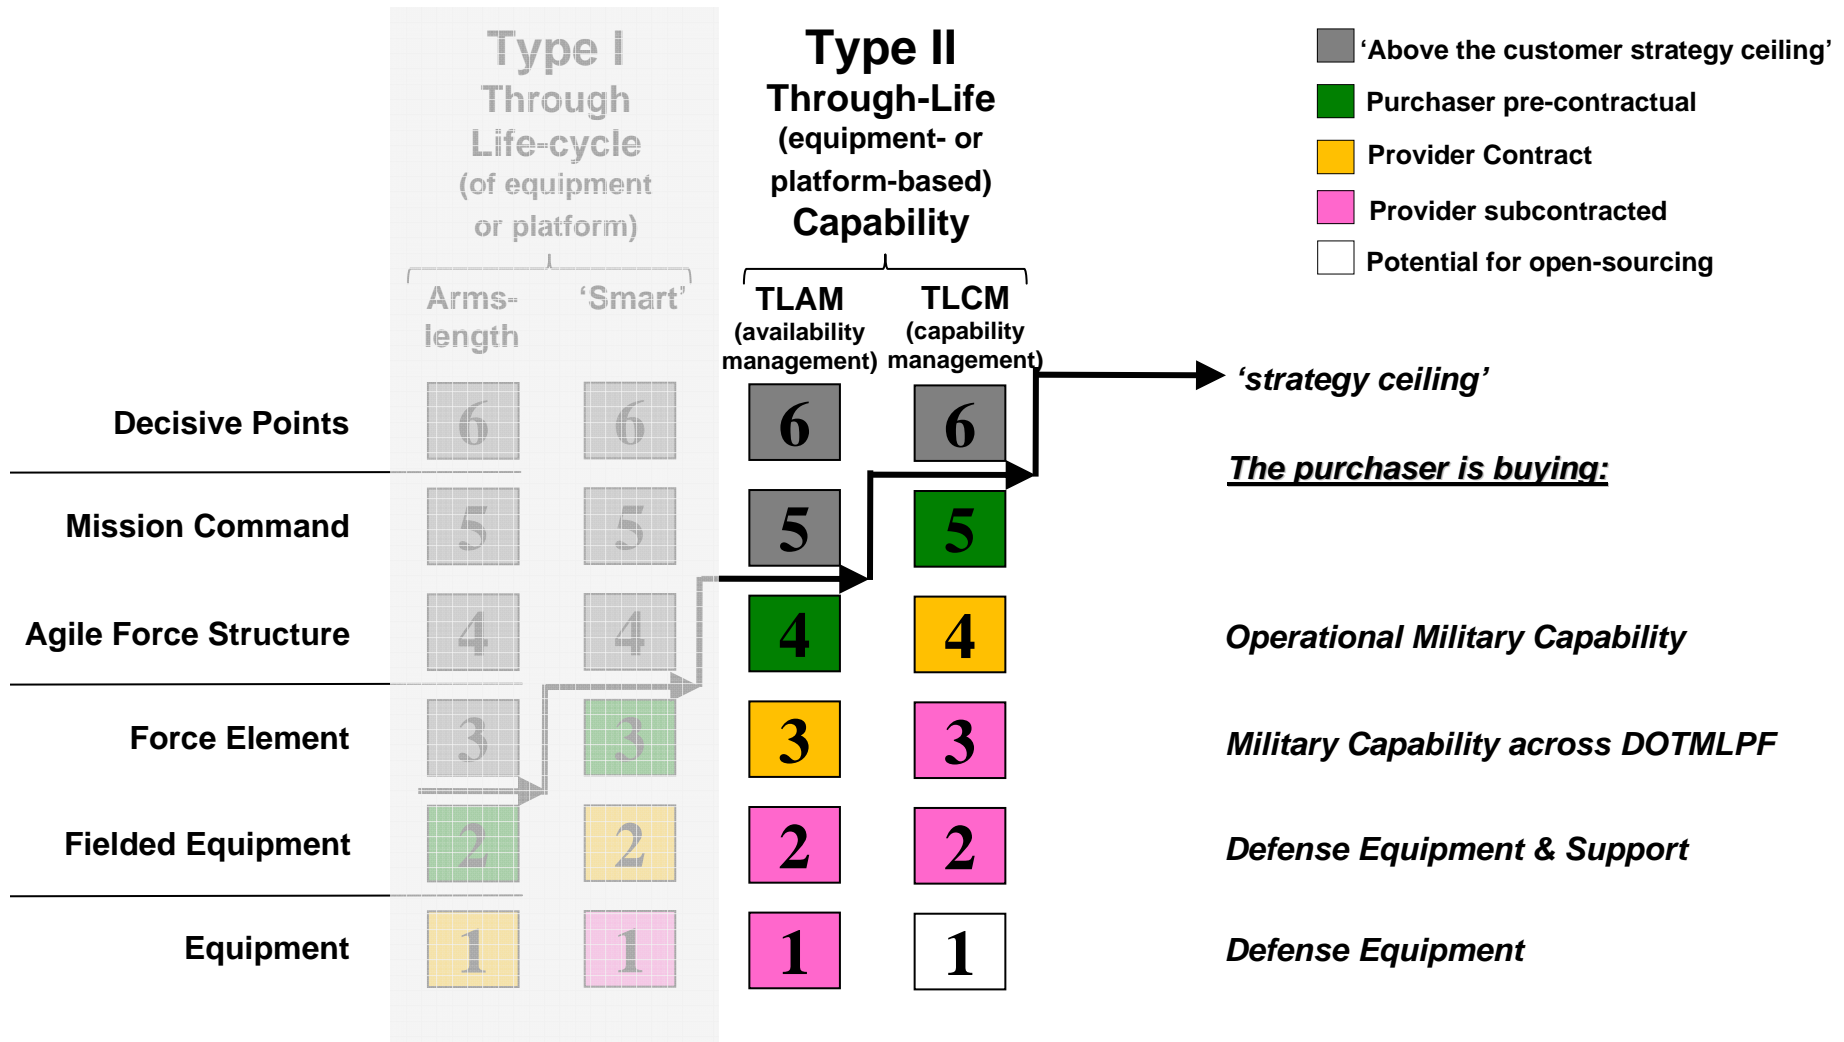 Type I
Through
Life-cycle
(of equipment
or platform)
Type II
Through-Life
(equipment- or
platform-based)
Capability
‘Above the customer strategy ceiling’
Purchaser pre-contractual
Provider Contract
Provider subcontracted
Potential for open-sourcing
Arms-
length
‘Smart’
TLAM
(availability
management)
TLCM
(capability
management)
‘strategy ceiling’
Decisive Points
6
6
6
6
The purchaser is buying:
Mission Command
5
5
5
5
Agile Force Structure
4
4
4
4
Operational Military Capability
Force Element
3
3
3
3
Military Capability across DOTMLPF
Fielded Equipment
2
2
2
2
Defense Equipment & Support
Equipment
1
1
1
1
Defense Equipment